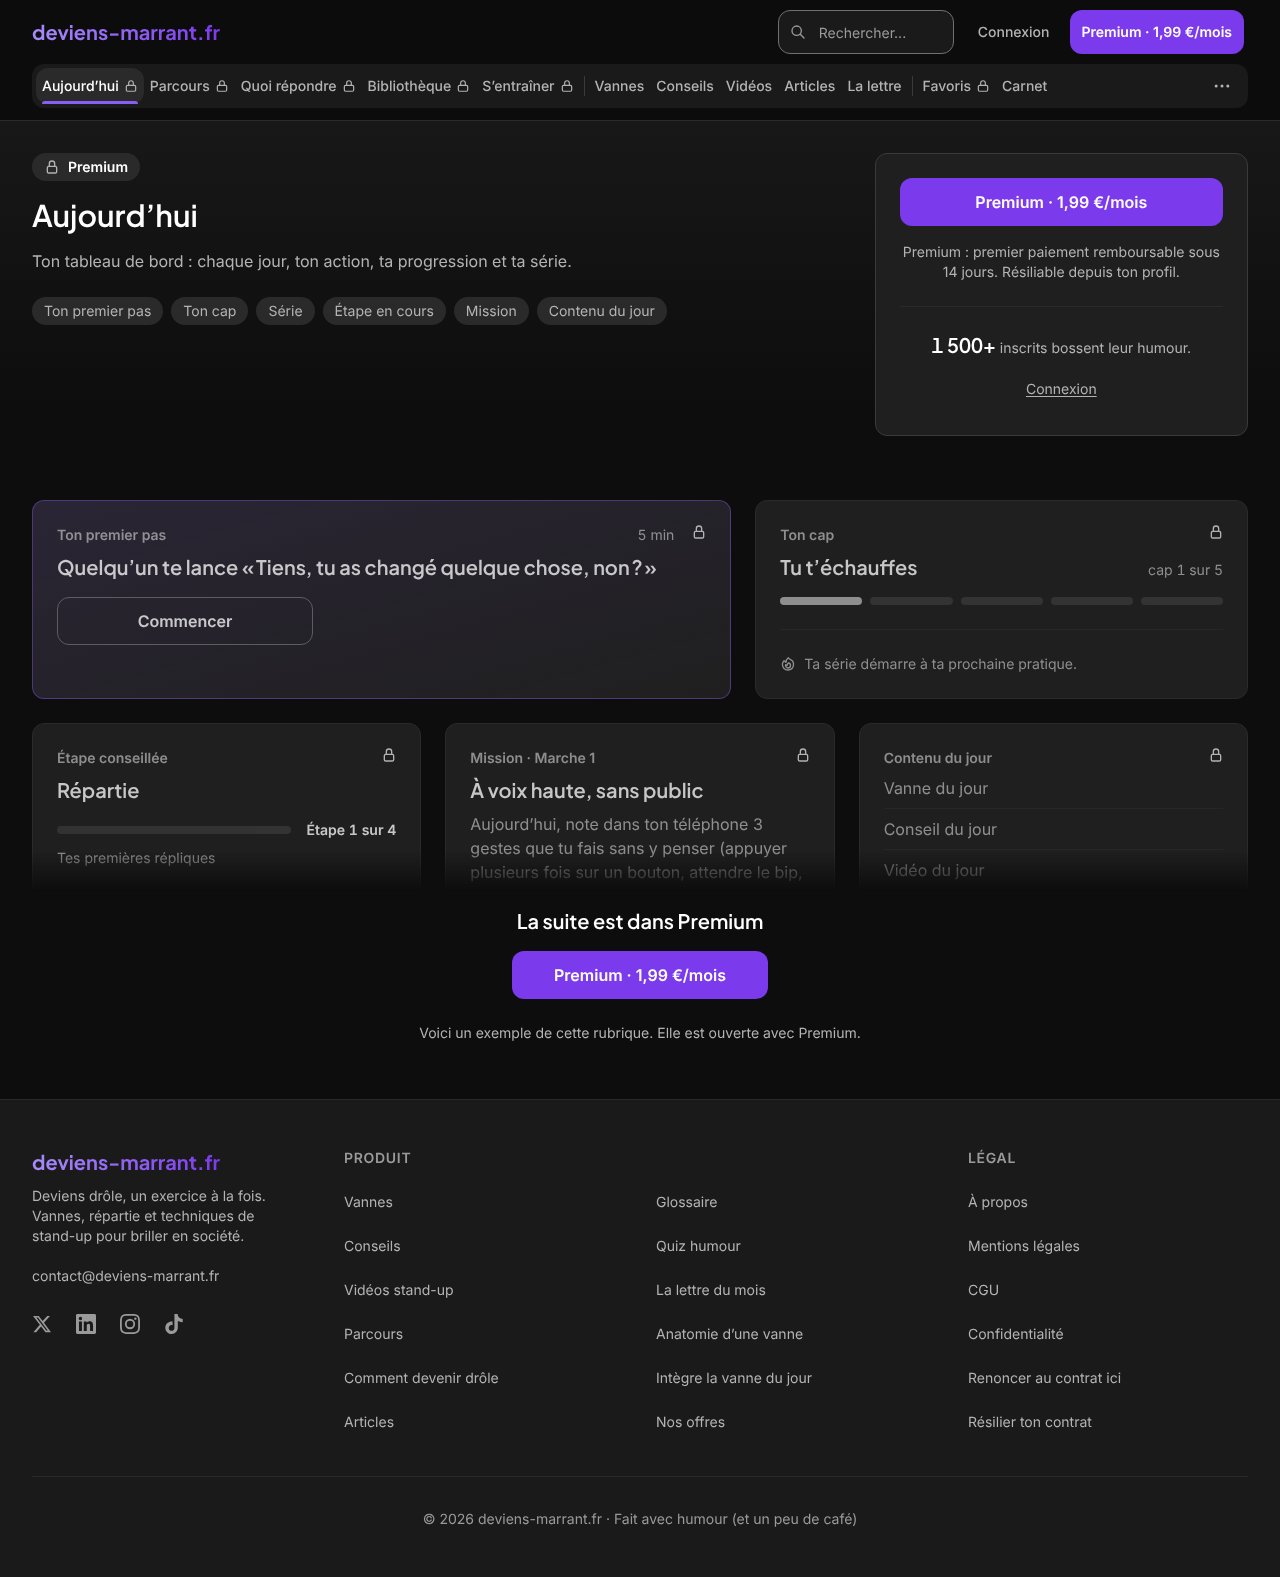 deviens-marrant.fr
Rechercher...
Connexion
Premium · 1,99 €/mois
Aujourd’hui
Parcours
Quoi répondre
Bibliothèque
S’entraîner
Vannes
Conseils
Vidéos
Articles
La lettre
Favoris
Carnet
Premium
Aujourd’hui
Ton tableau de bord : chaque jour, ton action, ta progression et ta série.
Ton premier pas
Ton cap
Série
Étape en cours
Mission
Contenu du jour
Premium · 1,99 €/mois
Premium : premier paiement remboursable sous
14 jours. Résiliable depuis ton profil.
1 500+ inscrits bossent leur humour.
Connexion
Ton premier pas
5 min
Quelqu’un te lance « Tiens, tu as changé quelque chose, non ? »
Commencer
Ton cap
Tu t’échauffes
cap 1 sur 5
Ta série démarre à ta prochaine pratique.
Étape conseillée
Répartie
Étape 1 sur 4
Tes premières répliques
Mission · Marche 1
À voix haute, sans public
Aujourd’hui, note dans ton téléphone 3
gestes que tu fais sans y penser (appuyer
plusieurs fois sur un bouton, attendre le bip,
Contenu du jour
Vanne du jour
Conseil du jour
Vidéo du jour
La suite est dans Premium
Premium · 1,99 €/mois
Voici un exemple de cette rubrique. Elle est ouverte avec Premium.
deviens-marrant.fr
Deviens drôle, un exercice à la fois.
Vannes, répartie et techniques de
stand-up pour briller en société.
contact@deviens-marrant.fr
PRODUIT
Vannes
Conseils
Vidéos stand-up
Parcours
Comment devenir drôle
Articles
Glossaire
Quiz humour
La lettre du mois
Anatomie d’une vanne
Intègre la vanne du jour
Nos offres
LÉGAL
À propos
Mentions légales
CGU
Confidentialité
Renoncer au contrat ici
Résilier ton contrat
© 2026 deviens-marrant.fr · Fait avec humour (et un peu de café)